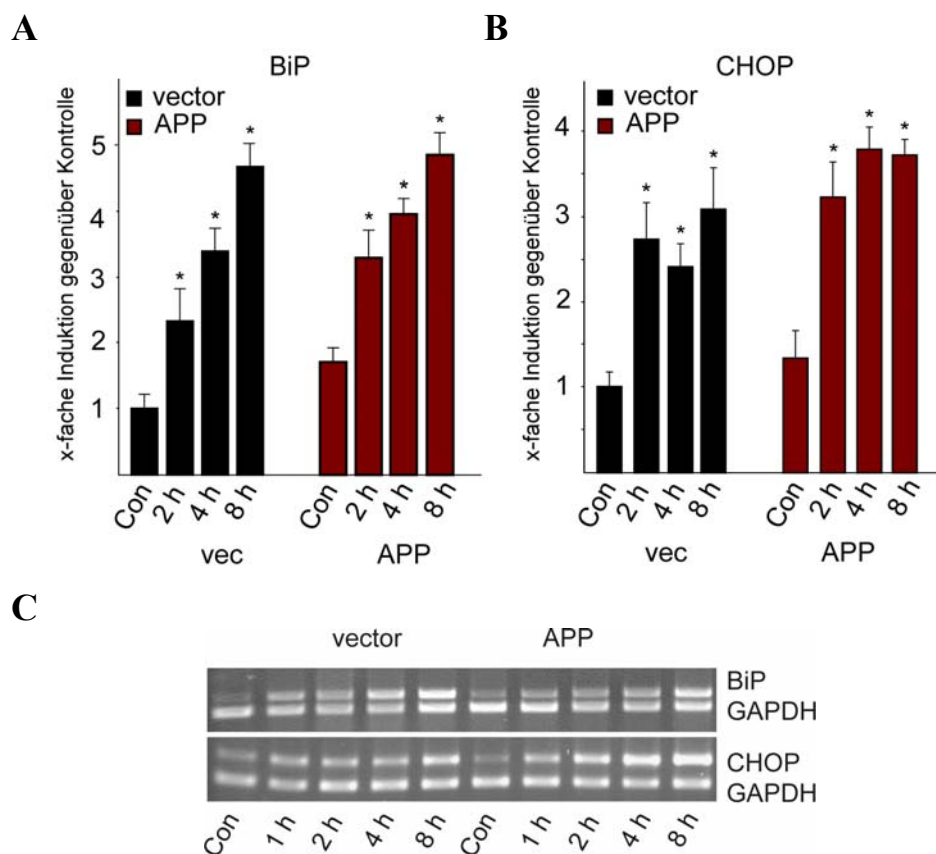 A
BiP
vector
APP
x-fache Induktion gegenüber Kontrolle
5
4
3
2
1
* * * * * *
Con 2 h 4 h 8 h Con 2 h 4 h 8 h
vec APP
B
CHOP
vector
APP
x-fache Induktion gegenüber Kontrolle
4
3
2
1
* * * * * *
Con 2 h 4 h 8 h Con 2 h 4 h 8 h
vec APP
C
vector APP
BiP
GAPDH
CHOP
GAPDH
Con 1 h 2 h 4 h 8 h Con 1 h 2 h 4 h 8 h